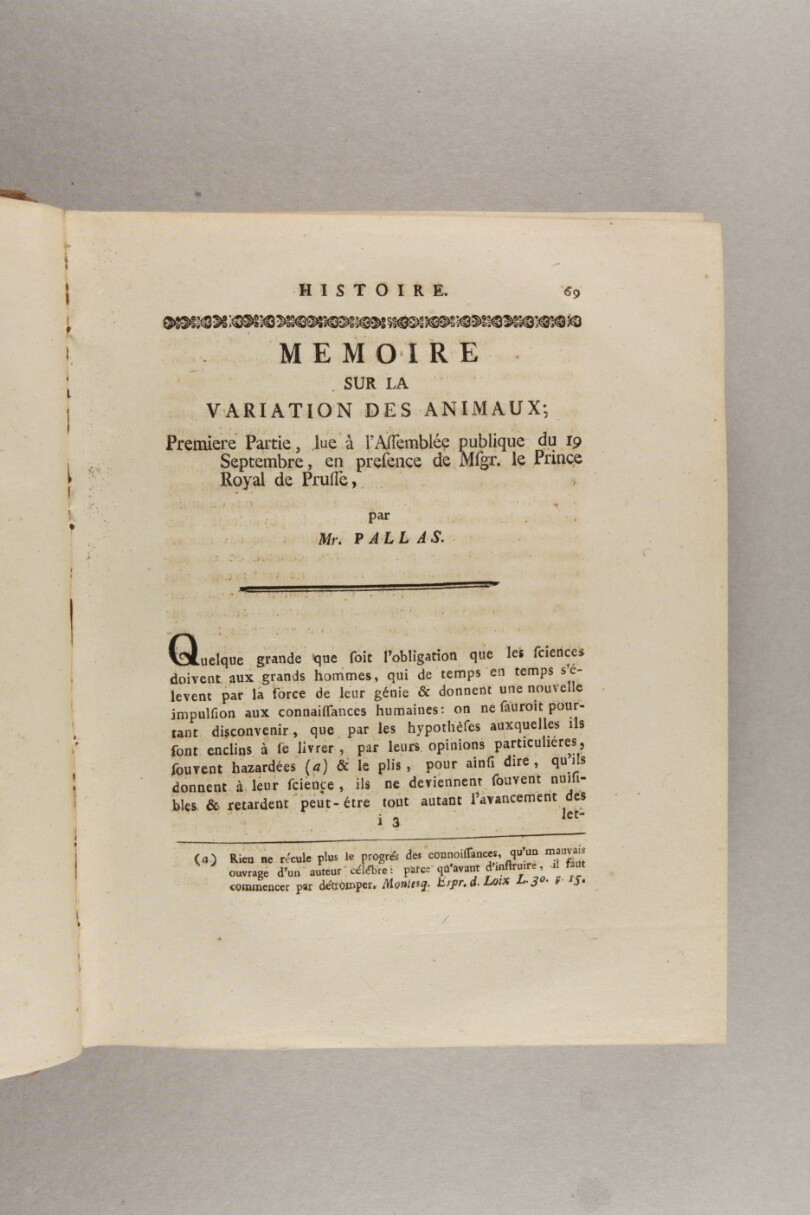 HISTOIRE. 69
MEMOIRE
SUR LA
VARIATION DES ANIMAUX;
Premiere Partie, lue à l'Aſſemblée publique du 19
Septembre, en preſence de Mſgr. le Prince
Royal de Pruſſe,
par
Mr. PALLAS.
Quelque grande que ſoit l'obligation que les ſciences
doivent aux grands hommes, qui de temps en temps s'é-
levent par la force de leur génie & donnent une nouvelle
impulſion aux connaiſſances humaines: on ne ſauroit pour-
tant disconvenir, que par les hypothéſes auxquelles ils
ſont enclins à ſe livrer, par leurs opinions particuliéres,
ſouvent hazardées (a) & le plis, pour ainſi dire, qu'ils
donnent à leur ſcience, ils ne deviennent ſouvent nuiſi-
bles & retardent peut-étre tout autant l'avancement des
i 3 let-
(a) Rien ne récule plus le progrés des connoiſſances, qu'un mauvais
ouvrage d'un auteur célébre: parce qu'avant d'inſtruire, il faut
commencer par détromper. Montesq. Eſpr. d. Loix L. 30. § 15.